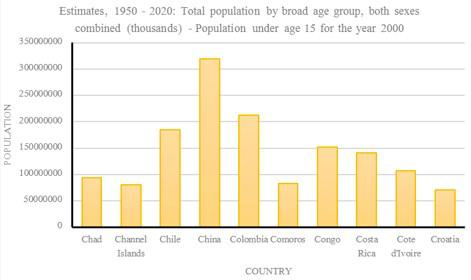 Estimates, 1950 - 2020: Total population by broad age group, both sexes
combined (thousands) - Population under age 15 for the year 2000
350000000
300000000
250000000
200000000
150000000
100000000
50000000
0
POPULATION
Chad Channel Islands Chile China Colombia Comoros Congo Costa Rica Cote d'Ivoire Croatia
COUNTRY